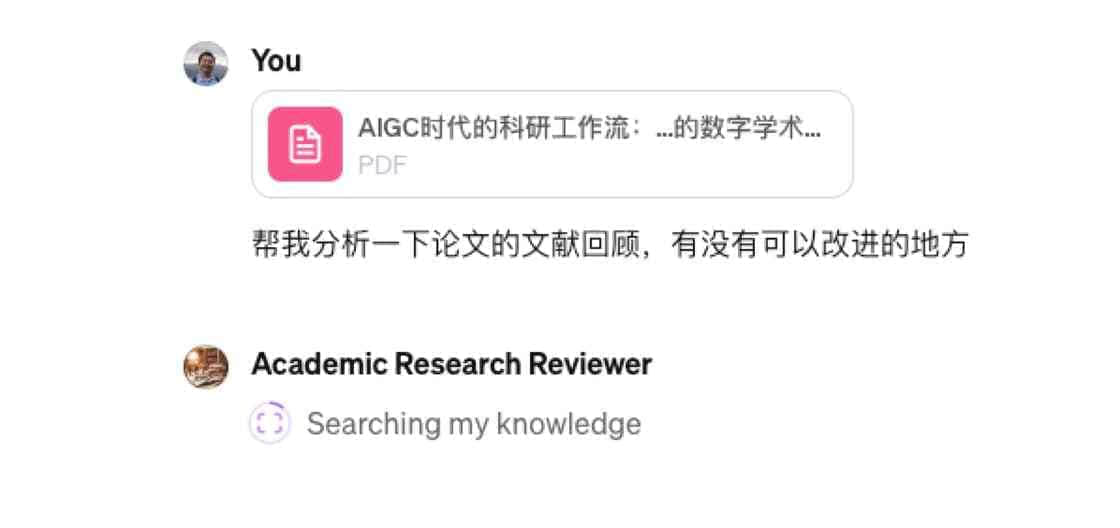 You
AIGC时代的科研工作流：...的数字学术...
PDF
帮我分析一下论文的文献回顾，有没有可以改进的地方
Academic Research Reviewer
Searching my knowledge